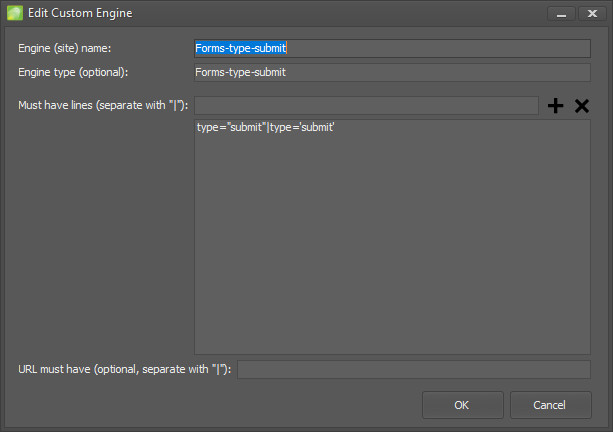 Edit Custom Engine
Engine (site) name: Forms-type-submit
Engine type (optional): Forms-type-submit
Must have lines (separate with "|"):
type="submit"|type='submit'
URL must have (optional, separate with "|"):
OK Cancel